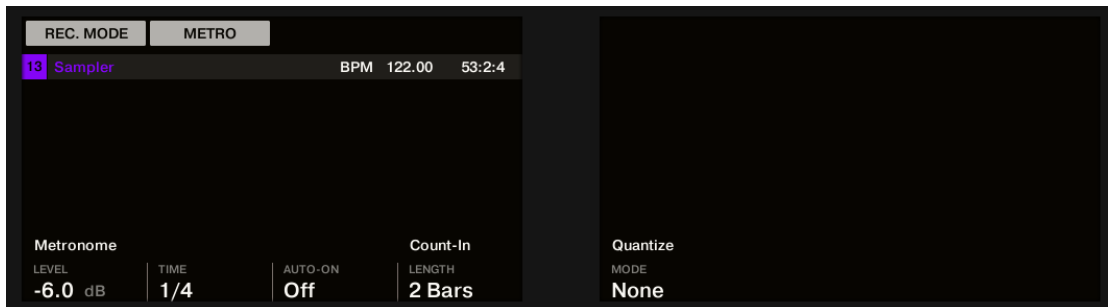 REC. MODE METRO
13 Sampler BPM 122.00 53:2:4
Metronome Count-In Quantize
LEVEL TIME AUTO-ON LENGTH MODE
-6.0 dB 1/4 Off 2 Bars None